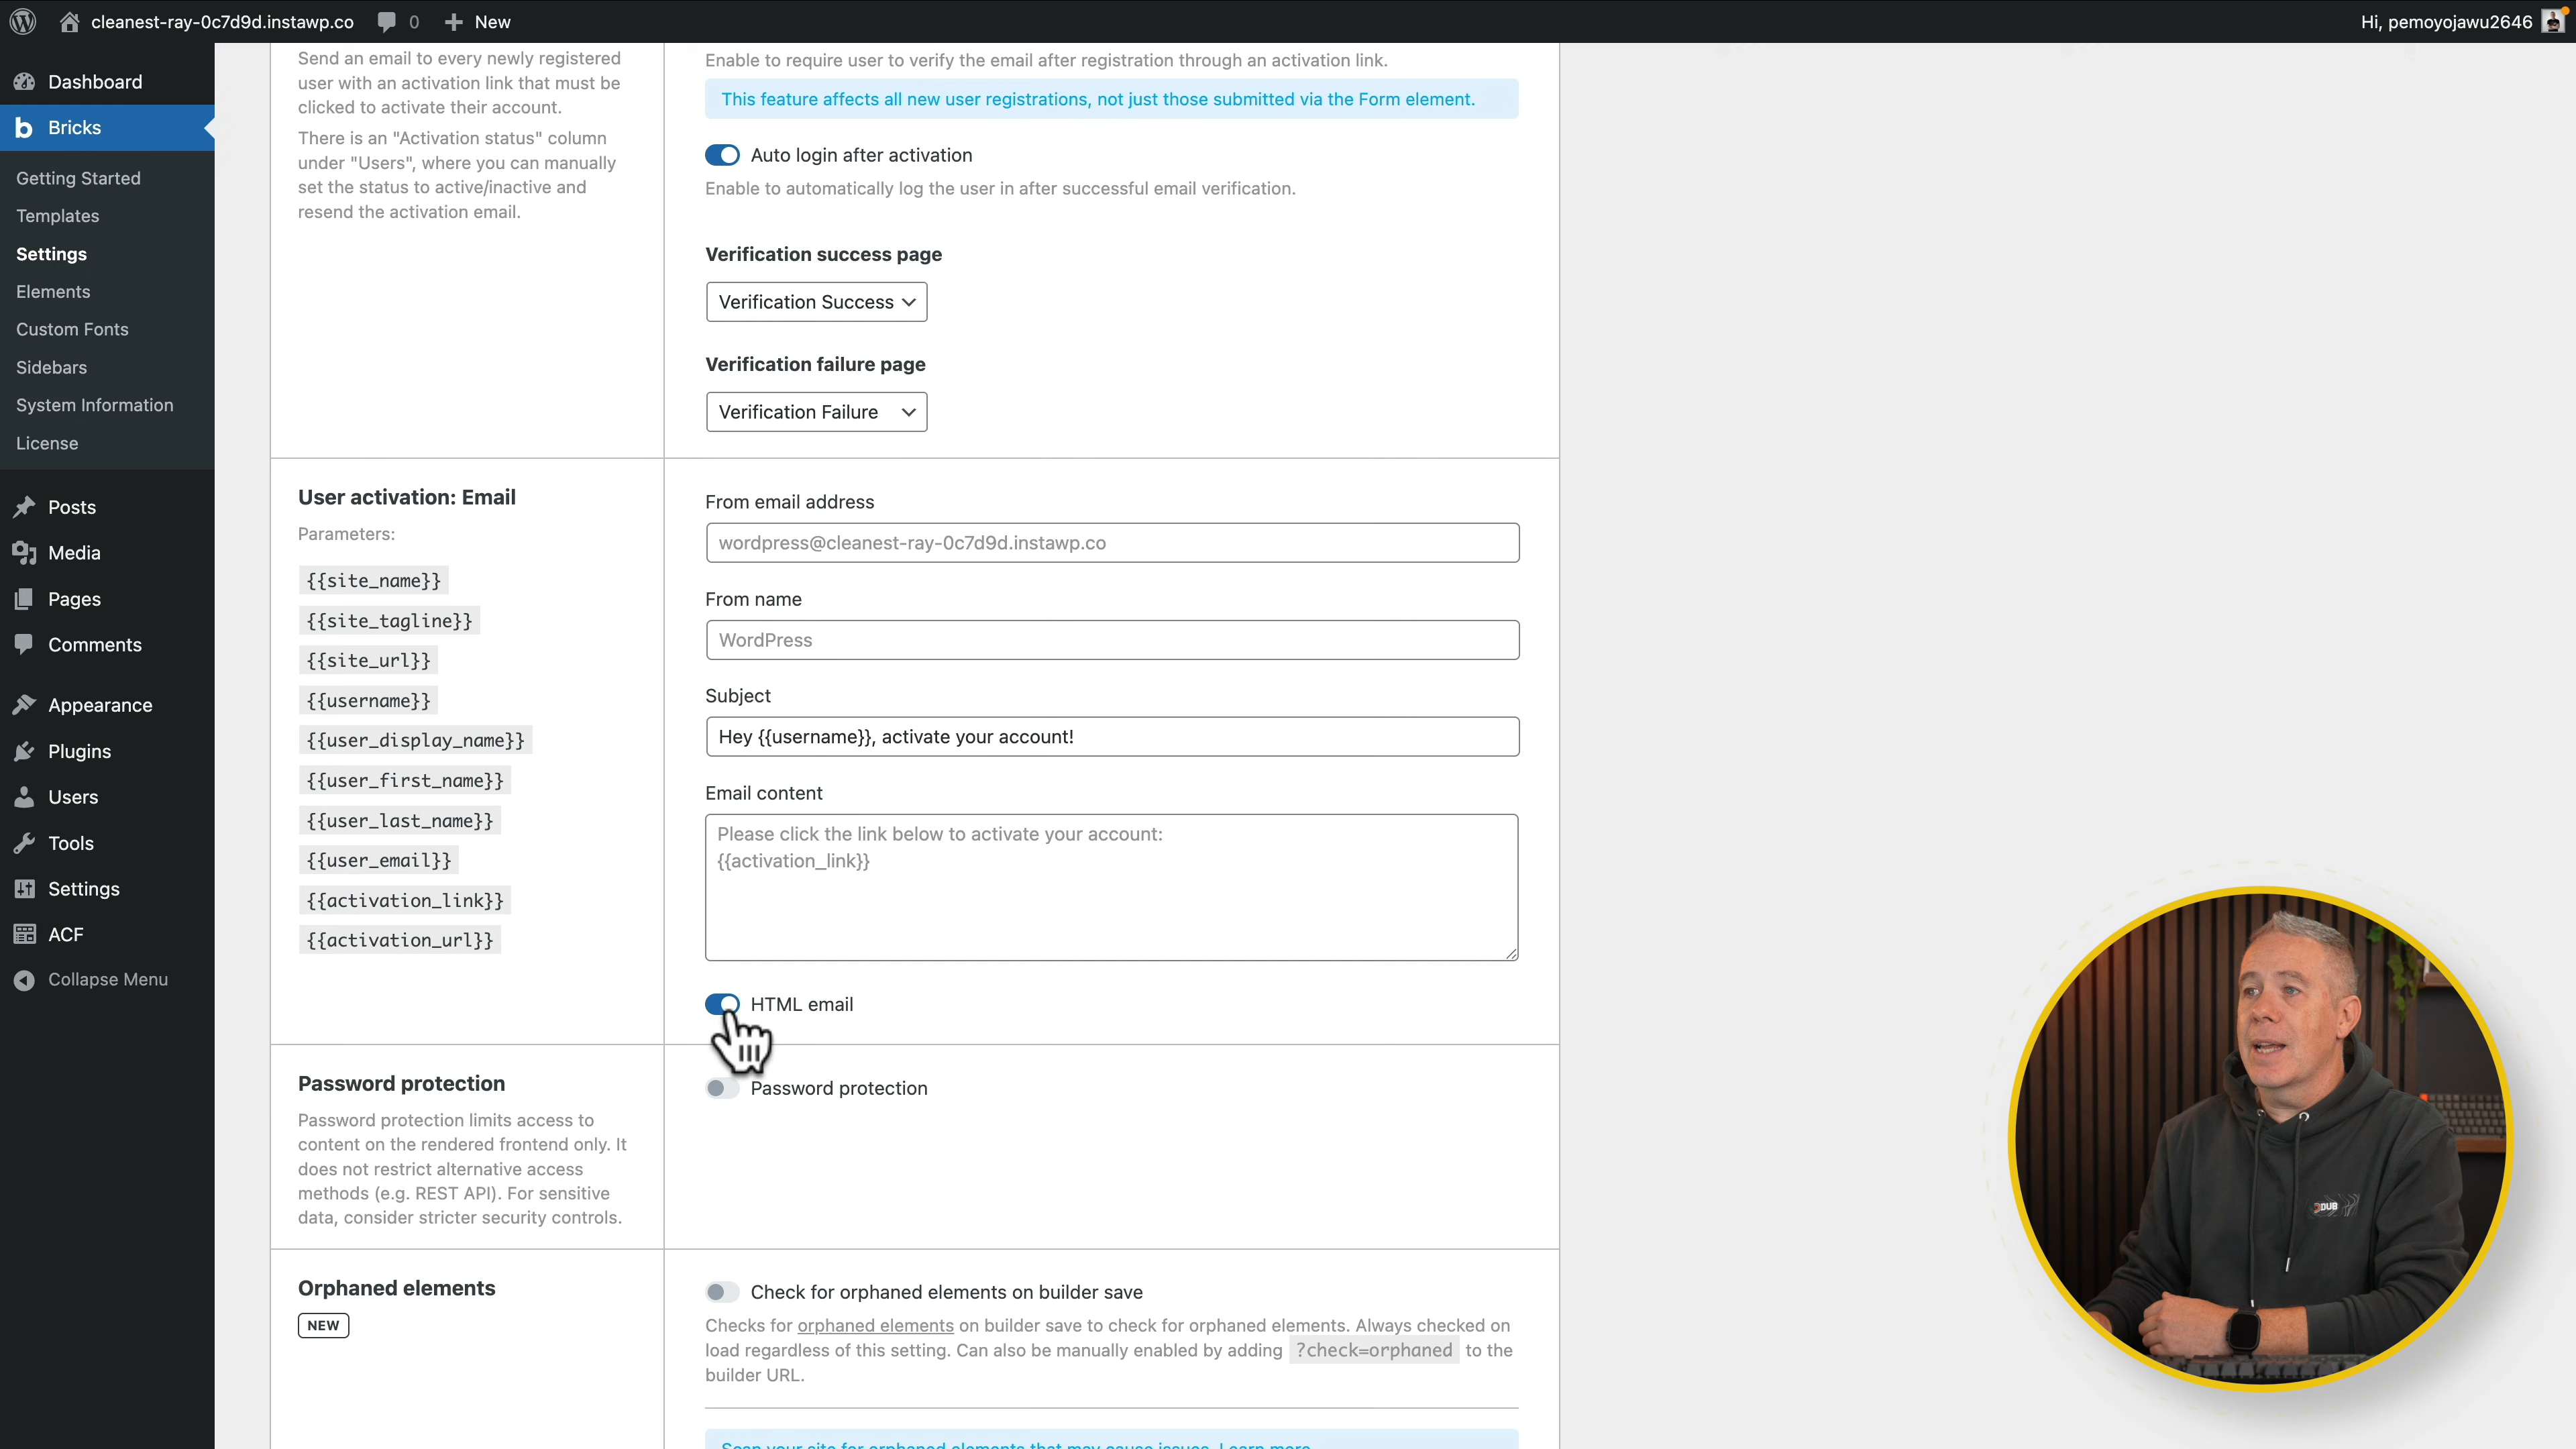 cleanest-ray-0c7d9d.instawp.co
0
New
Hi, pemoyojawu2646
Dashboard
Bricks
Getting Started
Templates
Settings
Elements
Custom Fonts
Sidebars
System Information
License
Posts
Media
Pages
Comments
Appearance
Plugins
Users
Tools
Settings
ACF
Collapse Menu
Send an email to every newly registered
user with an activation link that must be
clicked to activate their account.
There is an "Activation status" column
under "Users", where you can manually
set the status to active/inactive and
resend the activation email.
Enable to require user to verify the email after registration through an activation link.
This feature affects all new user registrations, not just those submitted via the Form element.
Auto login after activation
Enable to automatically log the user in after successful email verification.
Verification success page
Verification Success
Verification failure page
Verification Failure
User activation: Email
Parameters:
{{site_name}}
{{site_tagline}}
{{site_url}}
{{username}}
{{user_display_name}}
{{user_first_name}}
{{user_last_name}}
{{user_email}}
{{activation_link}}
{{activation_url}}
From email address
wordpress@cleanest-ray-0c7d9d.instawp.co
From name
WordPress
Subject
Hey {{username}}, activate your account!
Email content
Please click the link below to activate your account:
{{activation_link}}
HTML email
Password protection
Password protection limits access to
content on the rendered frontend only. It
does not restrict alternative access
methods (e.g. REST API). For sensitive
data, consider stricter security controls.
Password protection
Orphaned elements
NEW
Check for orphaned elements on builder save
Checks for orphaned elements on builder save to check for orphaned elements. Always checked on
load regardless of this setting. Can also be manually enabled by adding ?check=orphaned to the
builder URL.
Scan your site for orphaned elements that may cause issues. Learn more
DUB